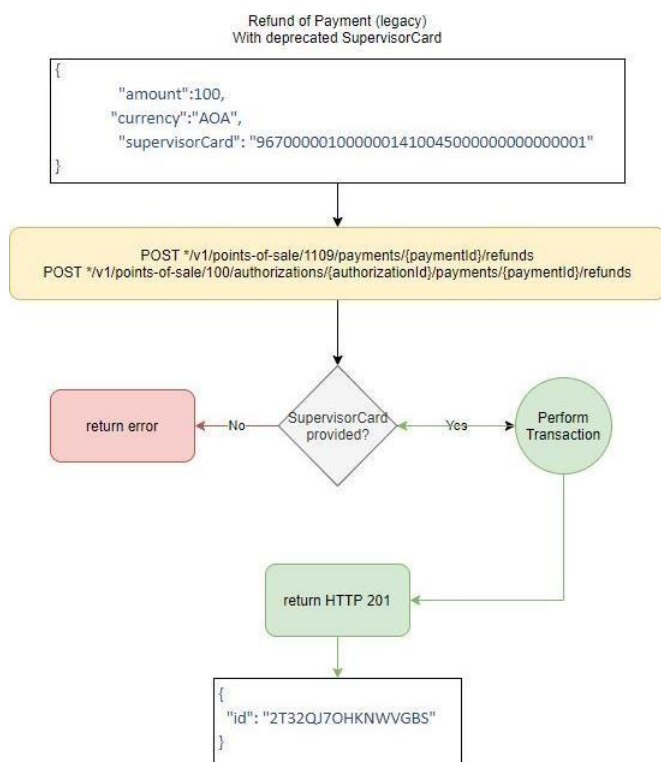 Refund of Payment (legacy)
With deprecated SupervisorCard
{
"amount":100,
"currency":"AOA",
"supervisorCard": "9670000010000001410045000000000000001"
}
POST */v1/points-of-sale/1109/payments/{paymentId}/refunds
POST */v1/points-of-sale/100/authorizations/{authorizationId}/payments/{paymentId}/refunds
return error
No
SupervisorCard
provided?
Yes
Perform
Transaction
return HTTP 201
{
"id": "2T32QJ7OHKNWVGBS"
}